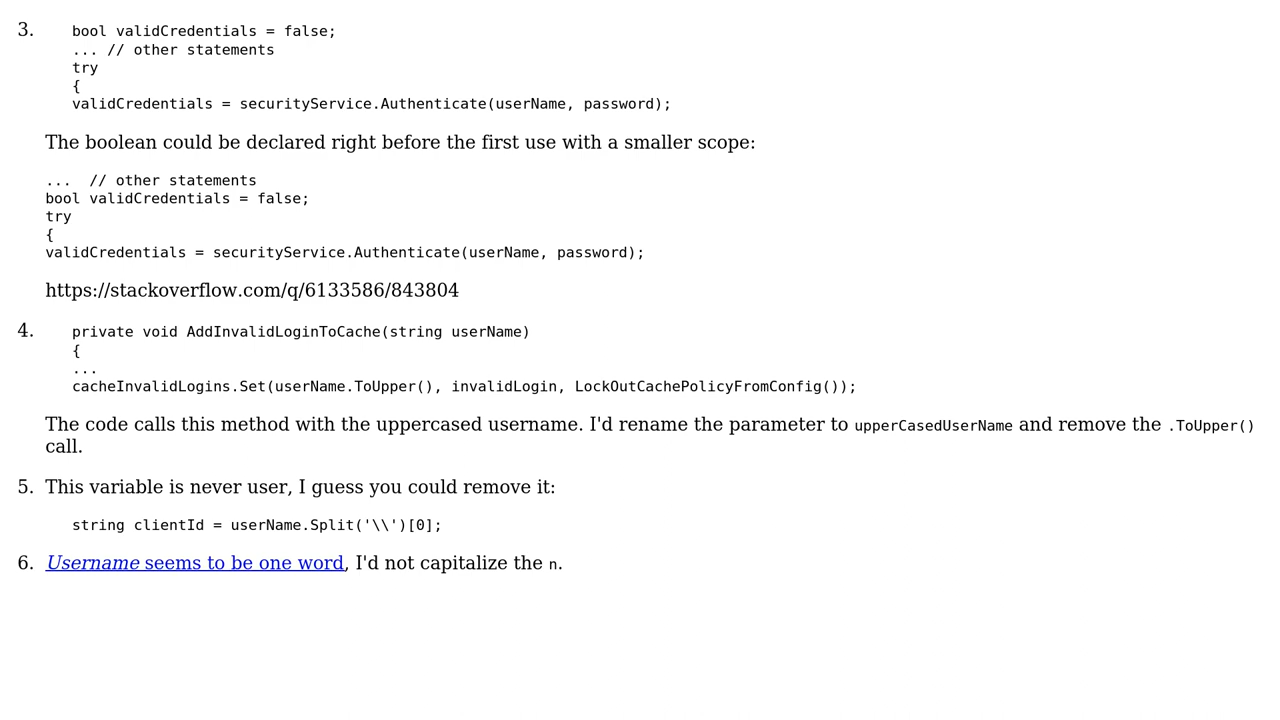 3. bool validCredentials = false;
... // other statements
try
{
validCredentials = securityService.Authenticate(userName, password);
The boolean could be declared right before the first use with a smaller scope:
...  // other statements
bool validCredentials = false;
try
{
validCredentials = securityService.Authenticate(userName, password);
https://stackoverflow.com/q/6133586/843804
4. private void AddInvalidLoginToCache(string userName)
{
...
cacheInvalidLogins.Set(userName.ToUpper(), invalidLogin, LockOutCachePolicyFromConfig());
The code calls this method with the uppercased username. I'd rename the parameter to upperCasedUserName and remove the .ToUpper()
call.
5. This variable is never user, I guess you could remove it:
string clientId = userName.Split('\\')[0];
6. Username seems to be one word, I'd not capitalize the n.